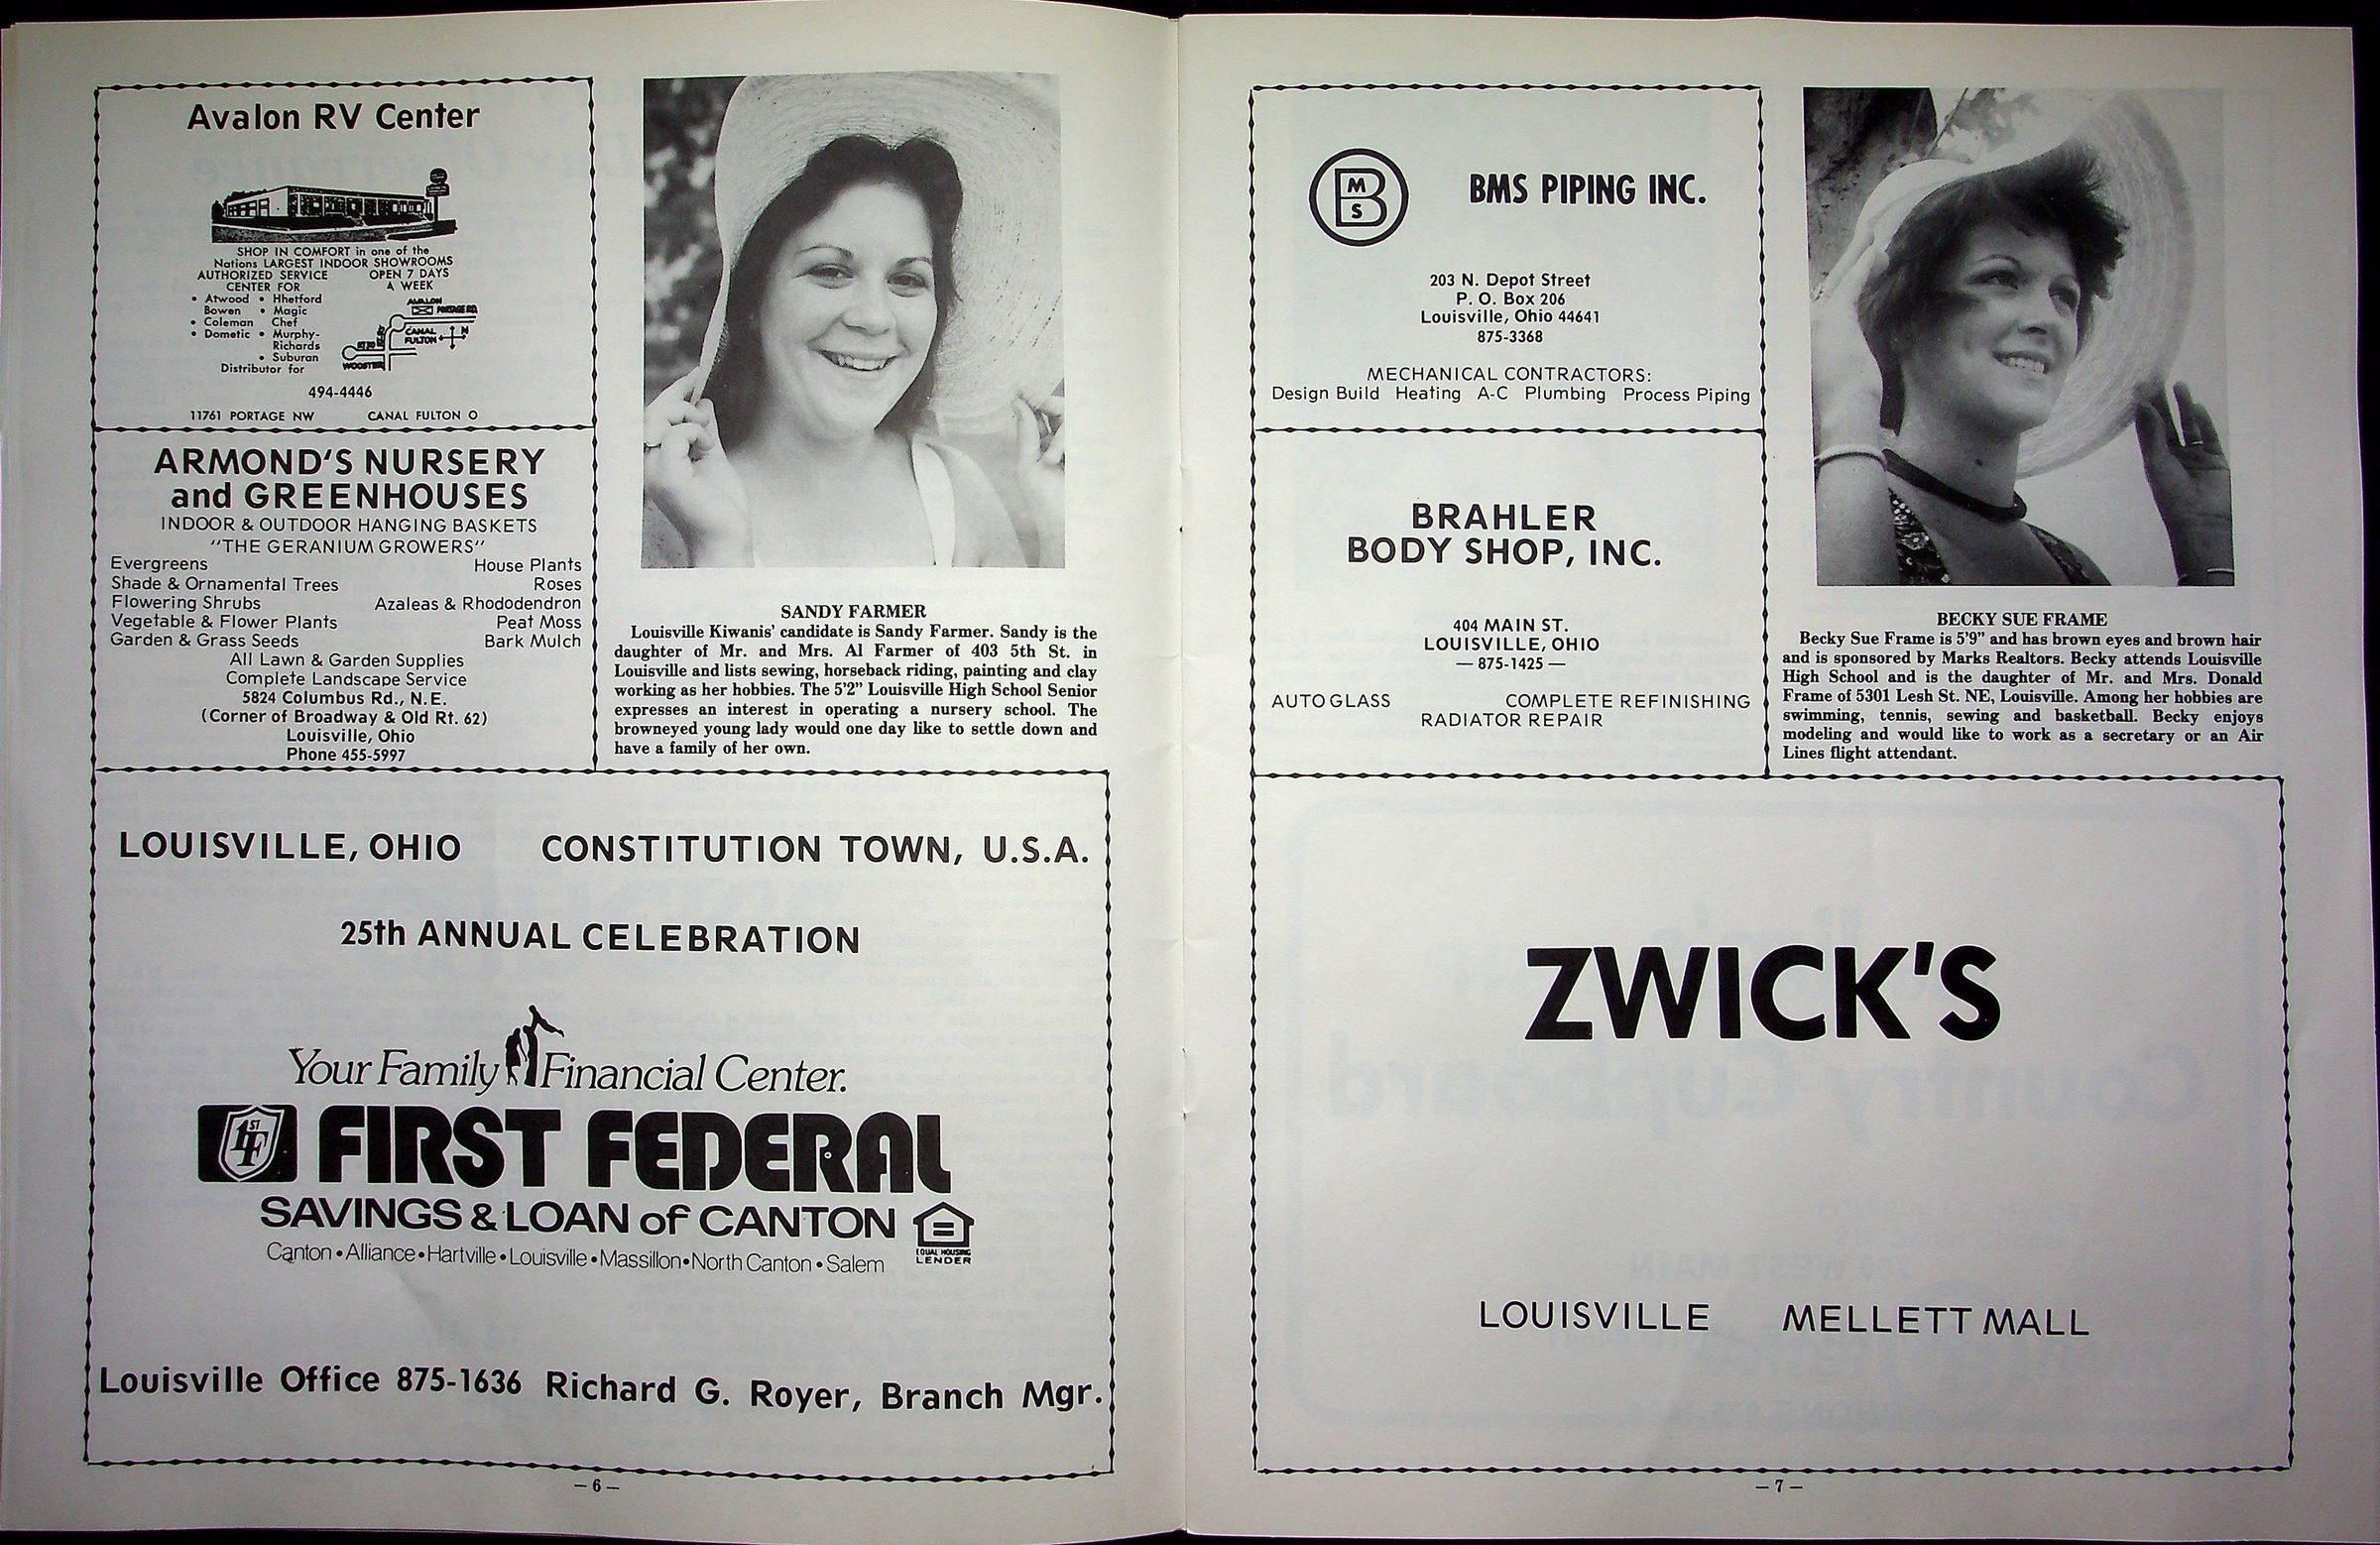 Avalon RV Center
SHOP IN COMFORT in one of the
Nations LARGEST INDOOR SHOWROOMS
AUTHORIZED SERVICE OPEN 7 DAYS
CENTER FOR A WEEK
• Atwood • Hhetford
Bowen • Magic
• Coleman Chef
• Dometic • Murphy-
Richards
• Suburan
Distributor for
AVALON
PORTAGE RD.
CANAL
FULTON
N
WOOSTER
494-4446
11761 PORTAGE NW CANAL FULTON O
ARMOND'S NURSERY
and GREENHOUSES
INDOOR & OUTDOOR HANGING BASKETS
"THE GERANIUM GROWERS"
Evergreens House Plants
Shade & Ornamental Trees Roses
Flowering Shrubs Azaleas & Rhododendron
Vegetable & Flower Plants Peat Moss
Garden & Grass Seeds Bark Mulch
All Lawn & Garden Supplies
Complete Landscape Service
5824 Columbus Rd., N.E.
(Corner of Broadway & Old Rt. 62)
Louisville, Ohio
Phone 455-5997
SANDY FARMER
Louisville Kiwanis' candidate is Sandy Farmer. Sandy is the
daughter of Mr. and Mrs. Al Farmer of 403 5th St. in
Louisville and lists sewing, horseback riding, painting and clay
working as her hobbies. The 5'2" Louisville High School Senior
expresses an interest in operating a nursery school. The
browneyed young lady would one day like to settle down and
have a family of her own.
LOUISVILLE, OHIO CONSTITUTION TOWN, U.S.A.
25th ANNUAL CELEBRATION
Your Family Financial Center.
1ST F FIRST FEDERAL
SAVINGS & LOAN of CANTON
EQUAL HOUSING
LENDER
Canton • Alliance • Hartville • Louisville • Massillon • North Canton • Salem
Louisville Office 875-1636 Richard G. Royer, Branch Mgr.
— 6 —
BMS
BMS PIPING INC.
203 N. Depot Street
P. O. Box 206
Louisville, Ohio 44641
875-3368
MECHANICAL CONTRACTORS:
Design Build Heating A-C Plumbing Process Piping
BRAHLER
BODY SHOP, INC.
404 MAIN ST.
LOUISVILLE, OHIO
— 875-1425 —
AUTO GLASS COMPLETE REFINISHING
RADIATOR REPAIR
BECKY SUE FRAME
Becky Sue Frame is 5'9" and has brown eyes and brown hair
and is sponsored by Marks Realtors. Becky attends Louisville
High School and is the daughter of Mr. and Mrs. Donald
Frame of 5301 Lesh St. NE, Louisville. Among her hobbies are
swimming, tennis, sewing and basketball. Becky enjoys
modeling and would like to work as a secretary or an Air
Lines flight attendant.
ZWICK'S
LOUISVILLE MELLETT MALL
— 7 —